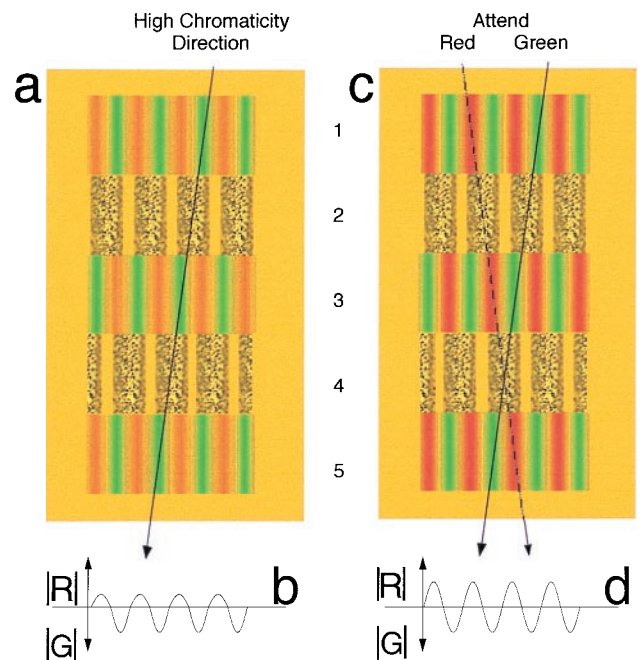 High Chromaticity
Direction
Attend
Red Green
a
c
1
2
3
4
5
|R|
|G|
b
|R|
|G|
d